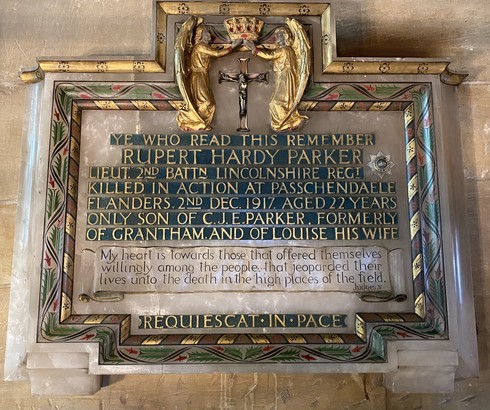 YE WHO READ THIS REMEMBER
RUPERT HARDY PARKER
LIEUT. 2ND BATTN LINCOLNSHIRE REGT
KILLED IN ACTION AT PASSCHENDAELE
FLANDERS. 2ND DEC. 1917. AGED 22 YEARS
ONLY SON OF C.J.E. PARKER, FORMERLY
OF GRANTHAM, AND OF LOUISE HIS WIFE
My heart is towards those that offered themselves
willingly among the people, that jeoparded their
lives unto the death in the high places of the field.
Judges V
REQUIESCAT · IN · PACE